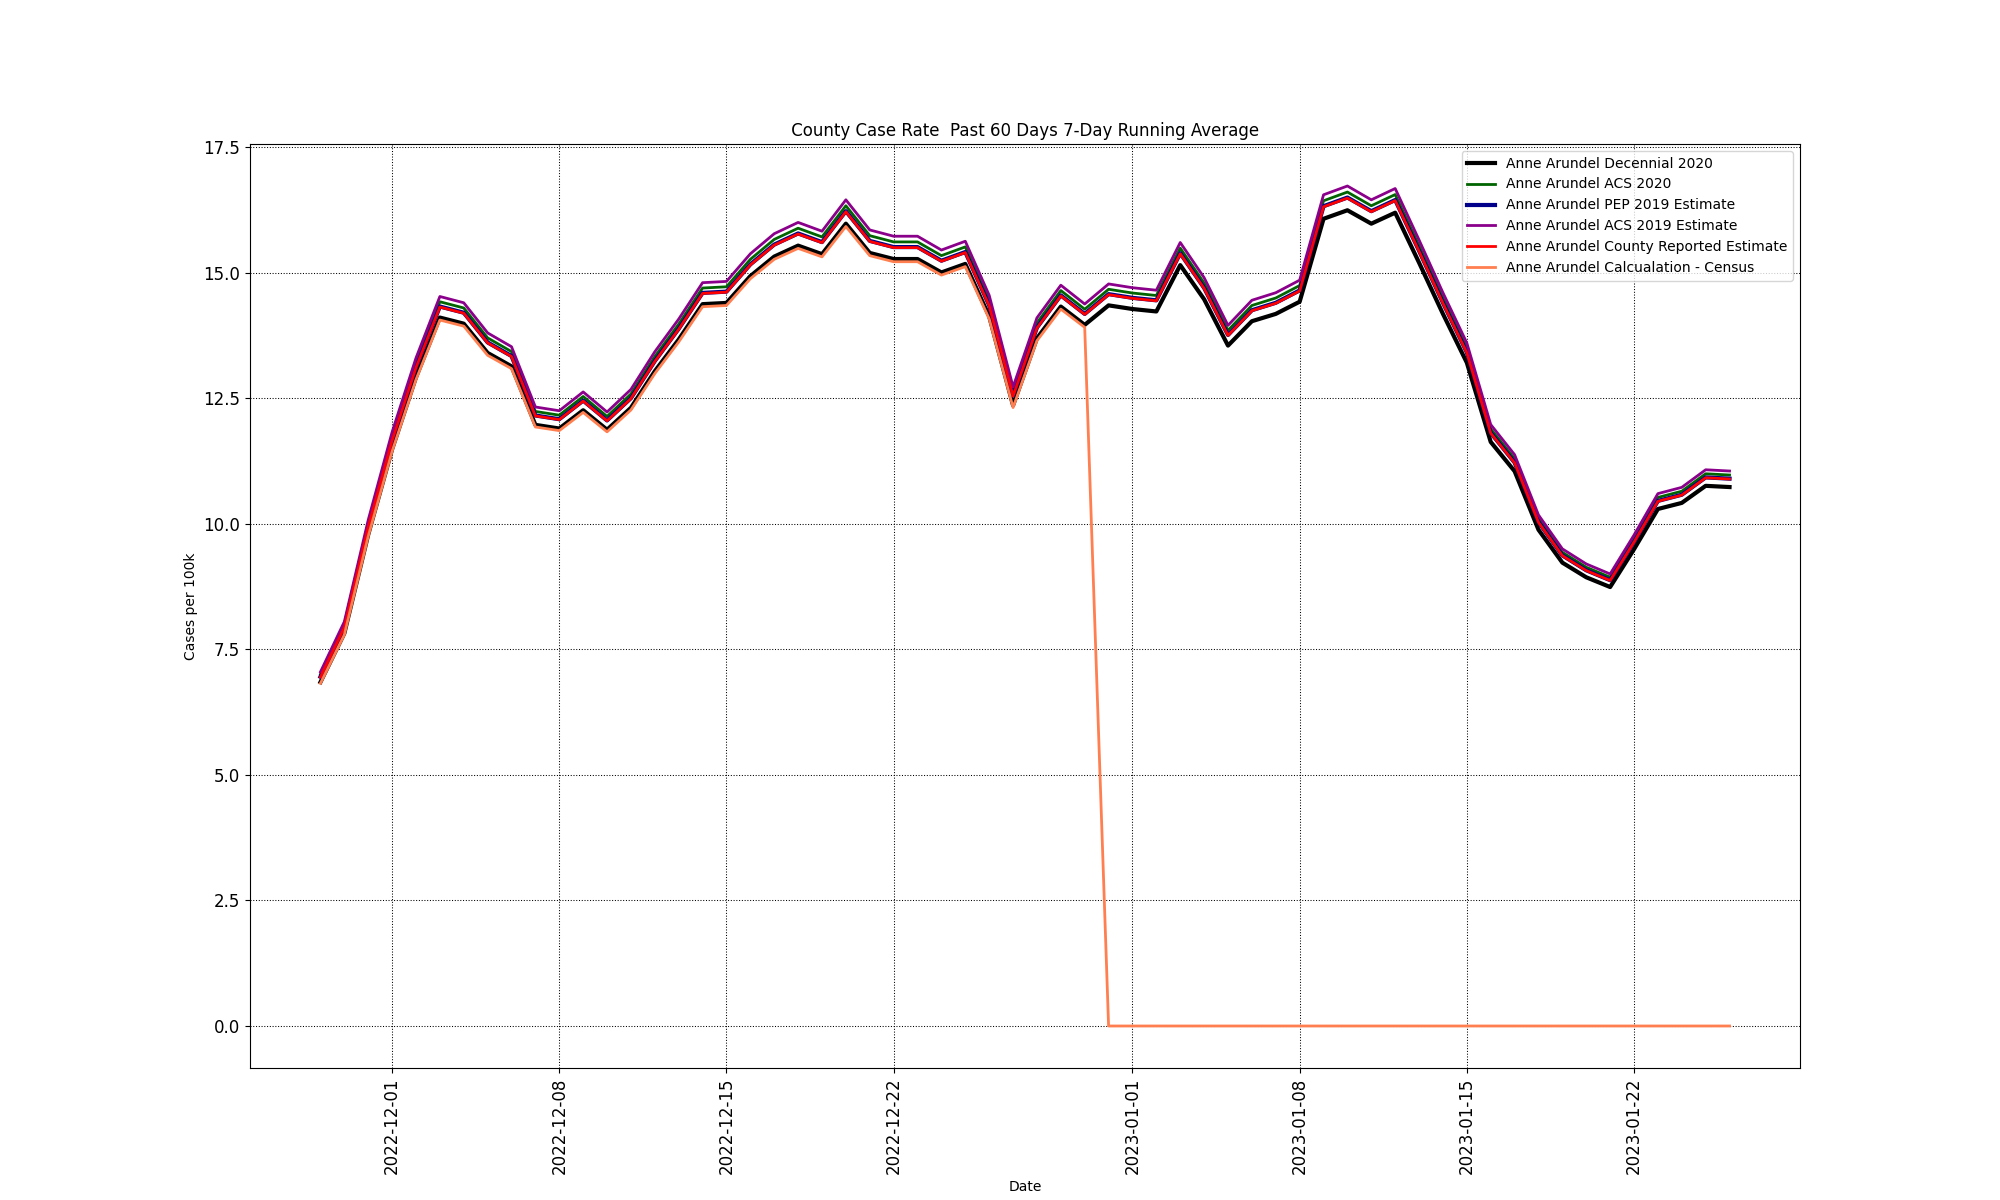 County Case Rate  Past 60 Days 7-Day Running Average
17.5
15.0
12.5
10.0
7.5
5.0
2.5
0.0
Cases per 100k
Anne Arundel Decennial 2020
Anne Arundel ACS 2020
Anne Arundel PEP 2019 Estimate
Anne Arundel ACS 2019 Estimate
Anne Arundel County Reported Estimate
Anne Arundel Calcualation - Census
2022-12-01
2022-12-08
2022-12-15
2022-12-22
2023-01-01
2023-01-08
2023-01-15
2023-01-22
Date